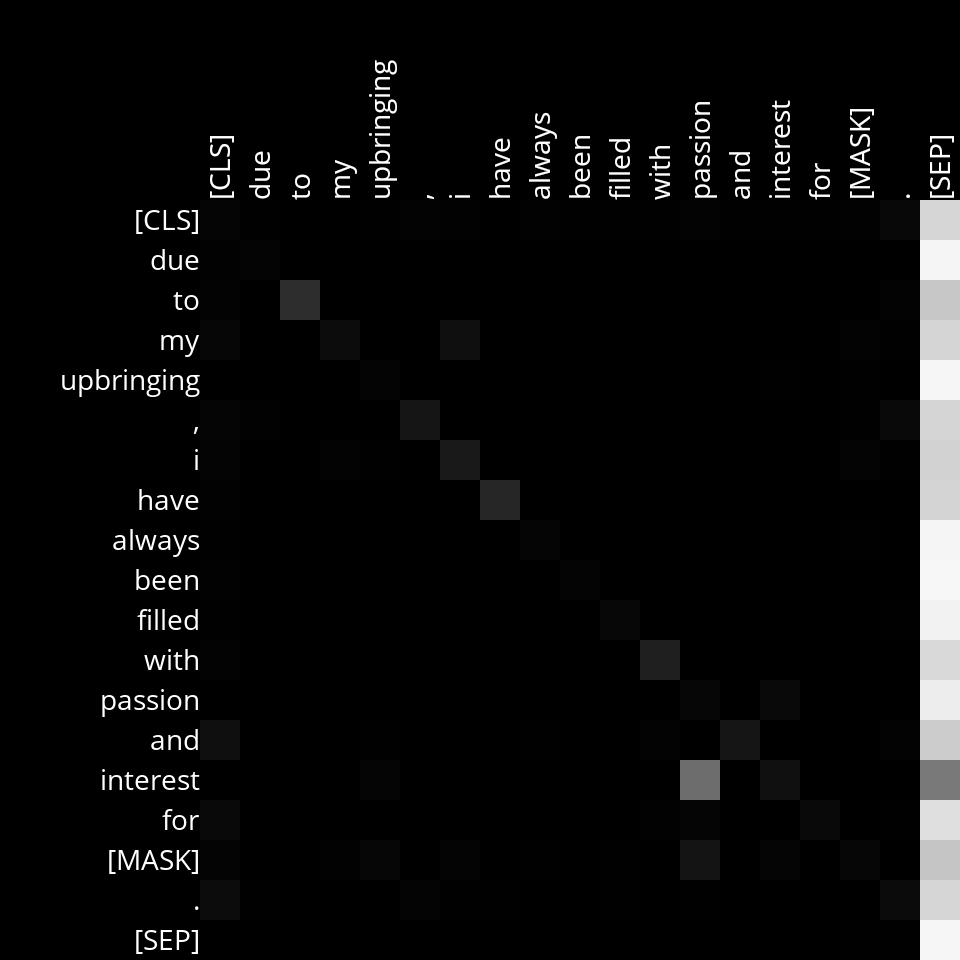 [CLS] due to my upbringing , i have always been filled with passion and interest for [MASK] . [SEP]
[CLS]
due
to
my
upbringing
,
i
have
always
been
filled
with
passion
and
interest
for
[MASK]
.
[SEP]